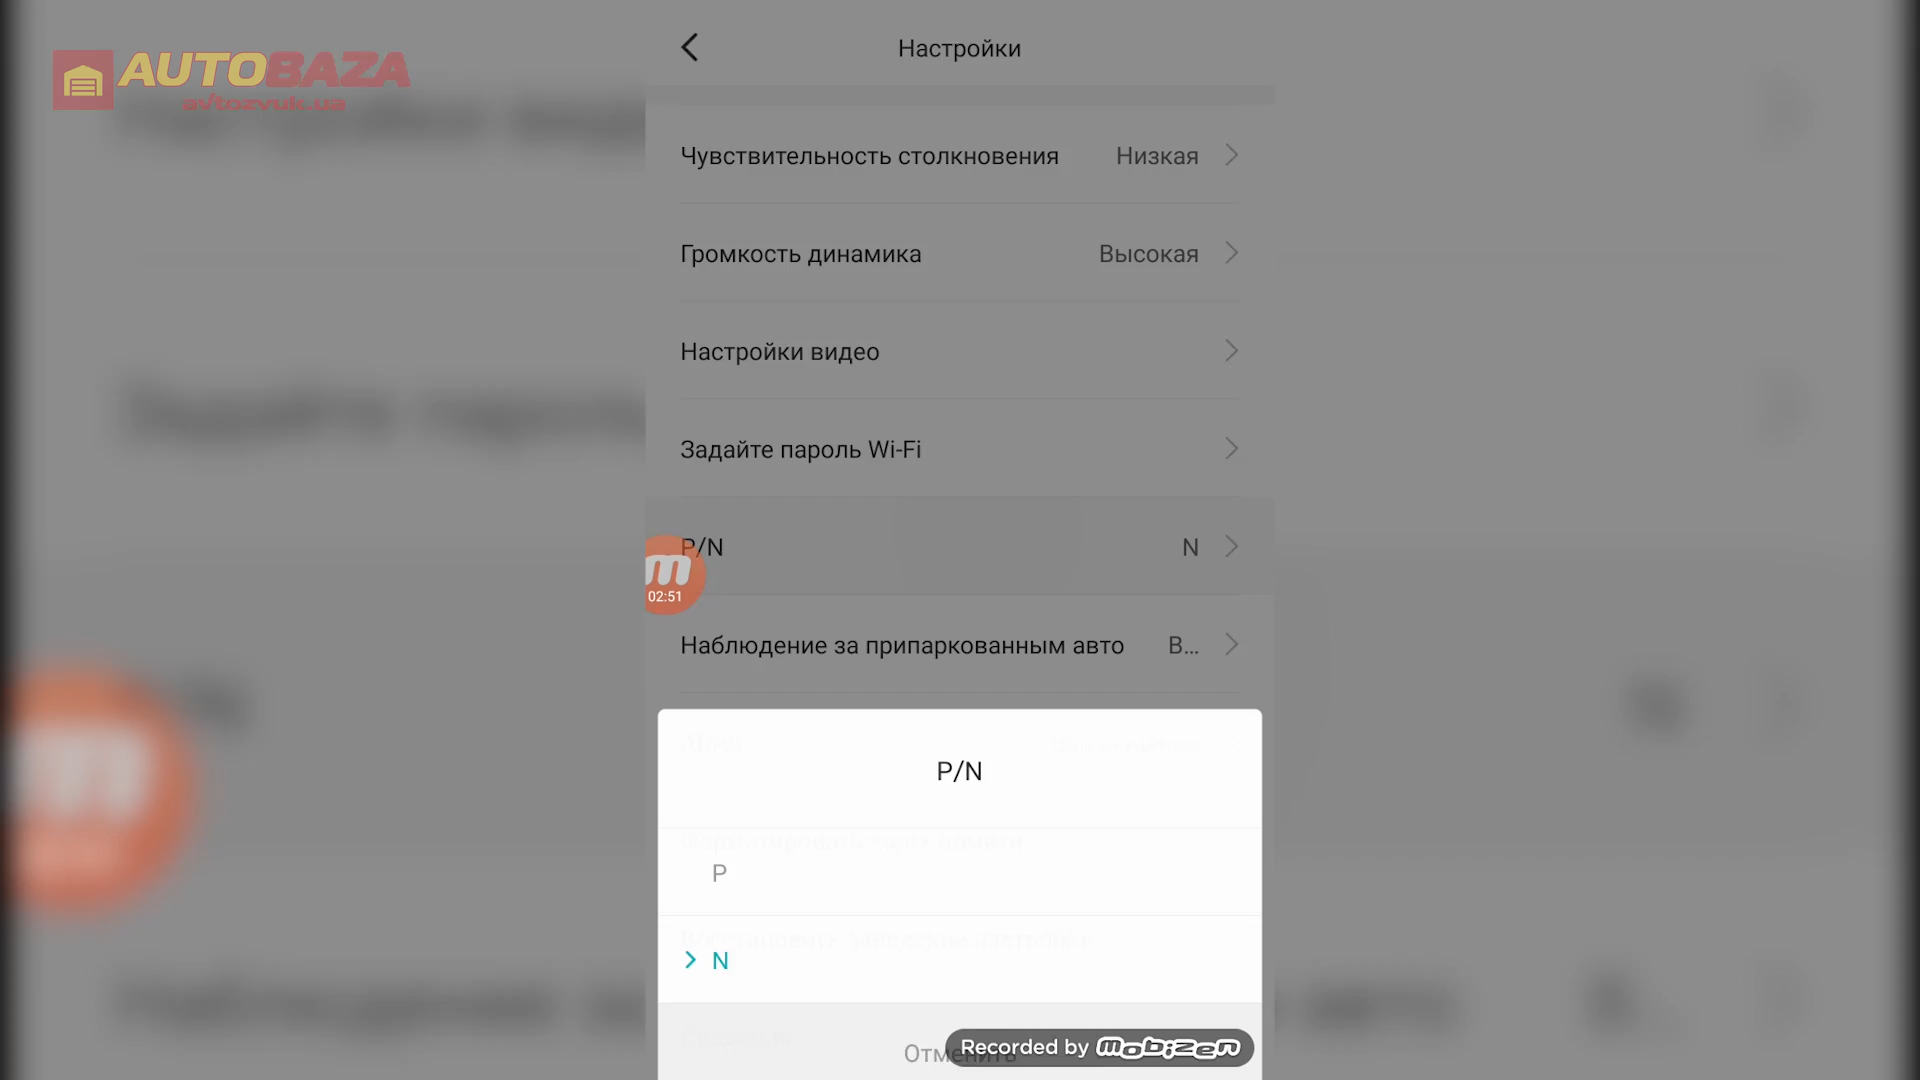 AUTOBAZA
avtozvuk.ua
Настройки
Чувствительность столкновения Низкая
Громкость динамика Высокая
Настройки видео
Задайте пароль Wi-Fi
P/N N
m
02:51
Наблюдение за припаркованным авто В...
P/N
P
N
Отменить
Recorded by mobizen